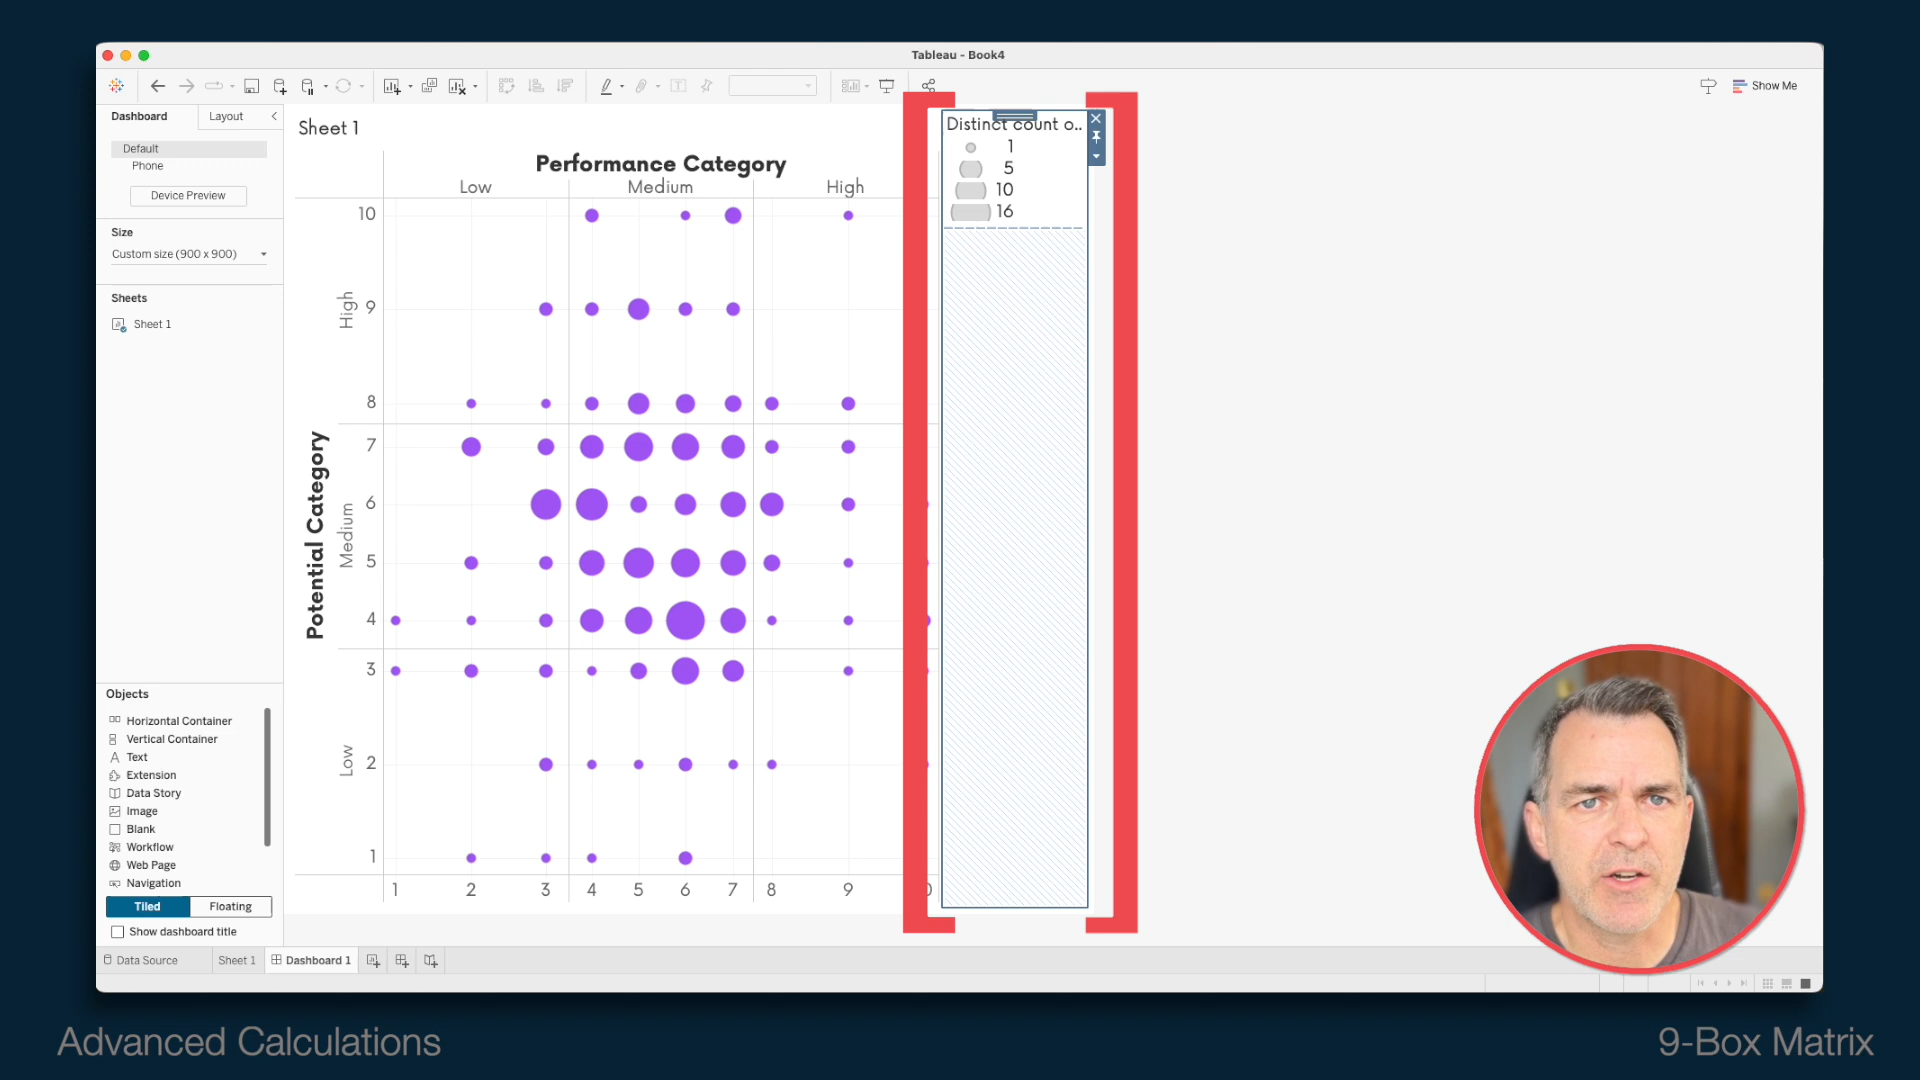 Tableau - Book4
Show Me
Dashboard
Layout
Default
Phone
Device Preview
Size
Custom size (900 x 900)
Sheets
Sheet 1
Objects
Horizontal Container
Vertical Container
Text
Extension
Data Story
Image
Blank
Workflow
Web Page
Navigation
Tiled
Floating
Show dashboard title
Sheet 1
Performance Category
Low
Medium
High
Potential Category
High
Medium
Low
10
9
8
7
6
5
4
3
2
1
1
2
3
4
5
6
7
8
9
0
Distinct count o..
1
5
10
16
Data Source
Sheet 1
Dashboard 1
Advanced Calculations
9-Box Matrix